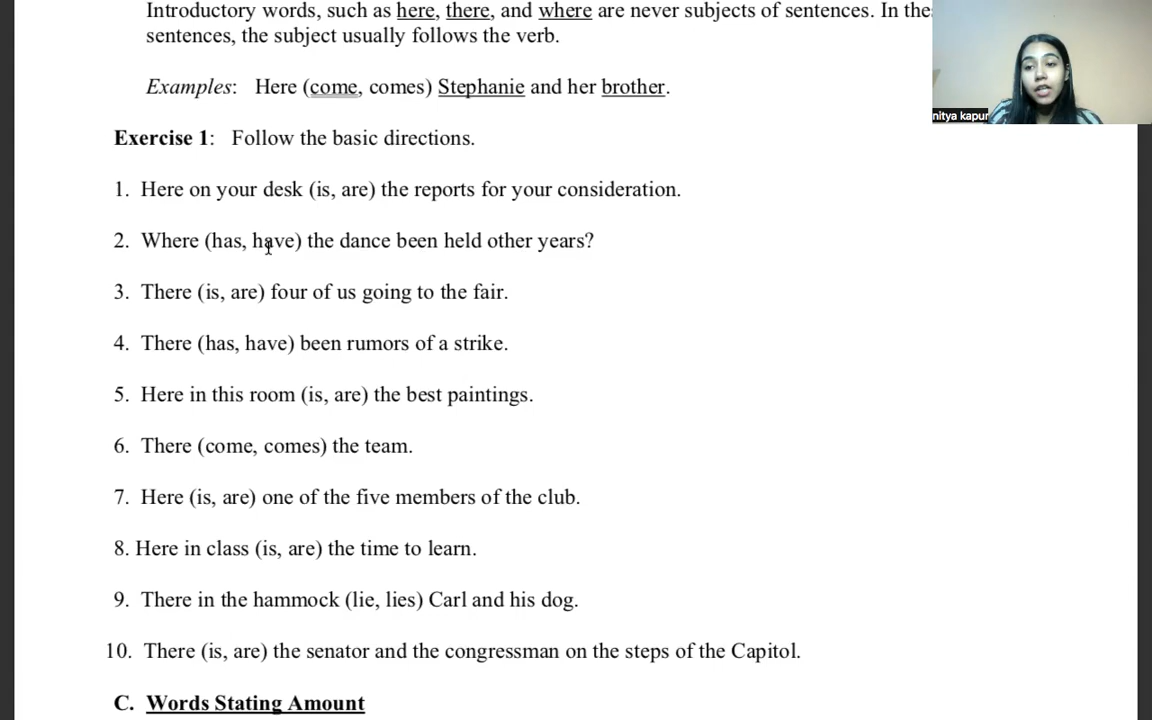 Introductory words, such as here, there, and where are never subjects of sentences. In the
sentences, the subject usually follows the verb.
Examples: Here (come, comes) Stephanie and her brother.
nitya kapur
Exercise 1: Follow the basic directions.
1. Here on your desk (is, are) the reports for your consideration.
2. Where (has, have) the dance been held other years?
3. There (is, are) four of us going to the fair.
4. There (has, have) been rumors of a strike.
5. Here in this room (is, are) the best paintings.
6. There (come, comes) the team.
7. Here (is, are) one of the five members of the club.
8. Here in class (is, are) the time to learn.
9. There in the hammock (lie, lies) Carl and his dog.
10. There (is, are) the senator and the congressman on the steps of the Capitol.
C. Words Stating Amount